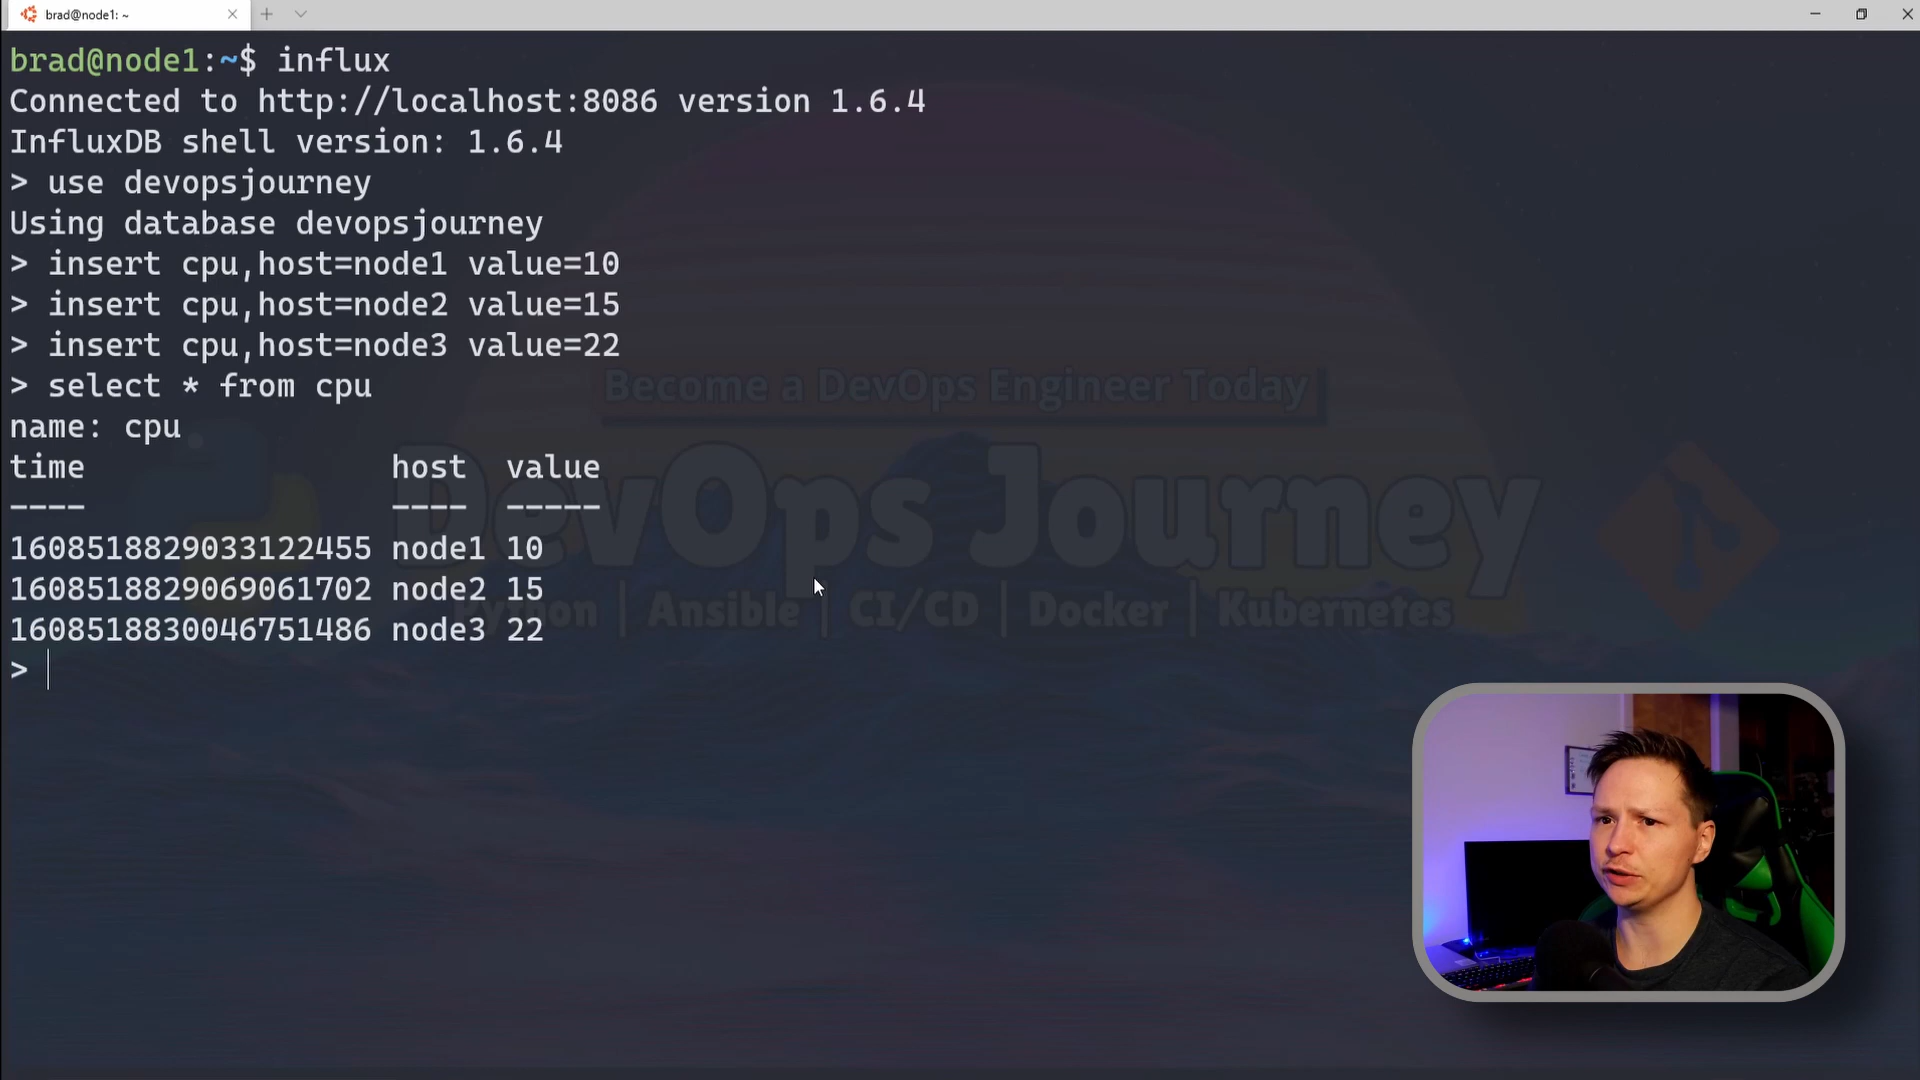 brad@node1: ~
brad@node1:~$ influx
Connected to http://localhost:8086 version 1.6.4
InfluxDB shell version: 1.6.4
> use devopsjourney
Using database devopsjourney
> insert cpu,host=node1 value=10
> insert cpu,host=node2 value=15
> insert cpu,host=node3 value=22
> select * from cpu
name: cpu
time                host  value
----                ----  -----
1608518829033122455 node1 10
1608518829069061702 node2 15
1608518830046751486 node3 22
>
Become a DevOps Engineer Today
DevOps Journey
Python | Ansible | CI/CD | Docker | Kubernetes